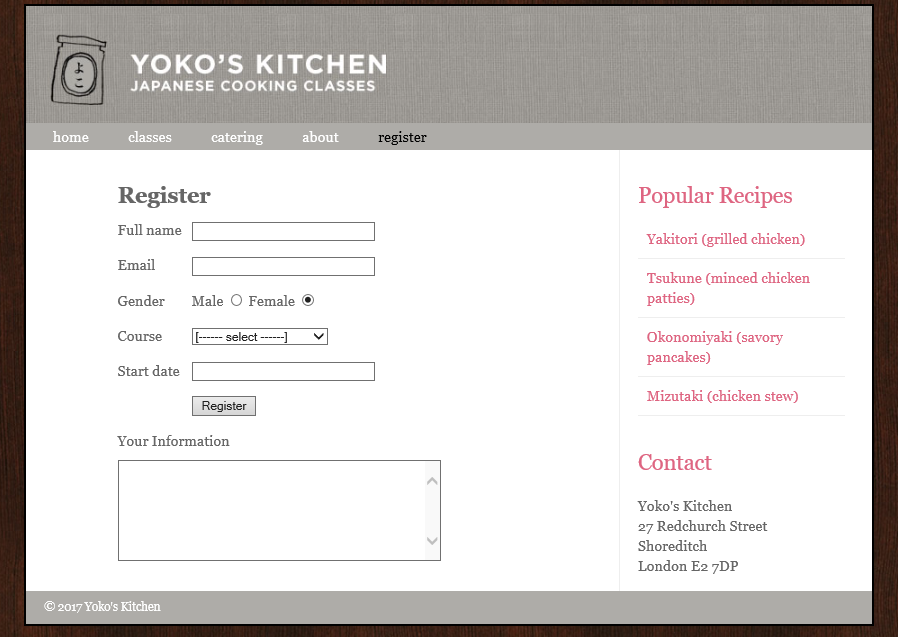 よこ
YOKO'S KITCHEN
JAPANESE COOKING CLASSES
home classes catering about register
Register
Full name
Email
Gender Male Female
Course [------ select ------]
Start date
Register
Your Information
Popular Recipes
Yakitori (grilled chicken)
Tsukune (minced chicken
patties)
Okonomiyaki (savory
pancakes)
Mizutaki (chicken stew)
Contact
Yoko's Kitchen
27 Redchurch Street
Shoreditch
London E2 7DP
© 2017 Yoko's Kitchen